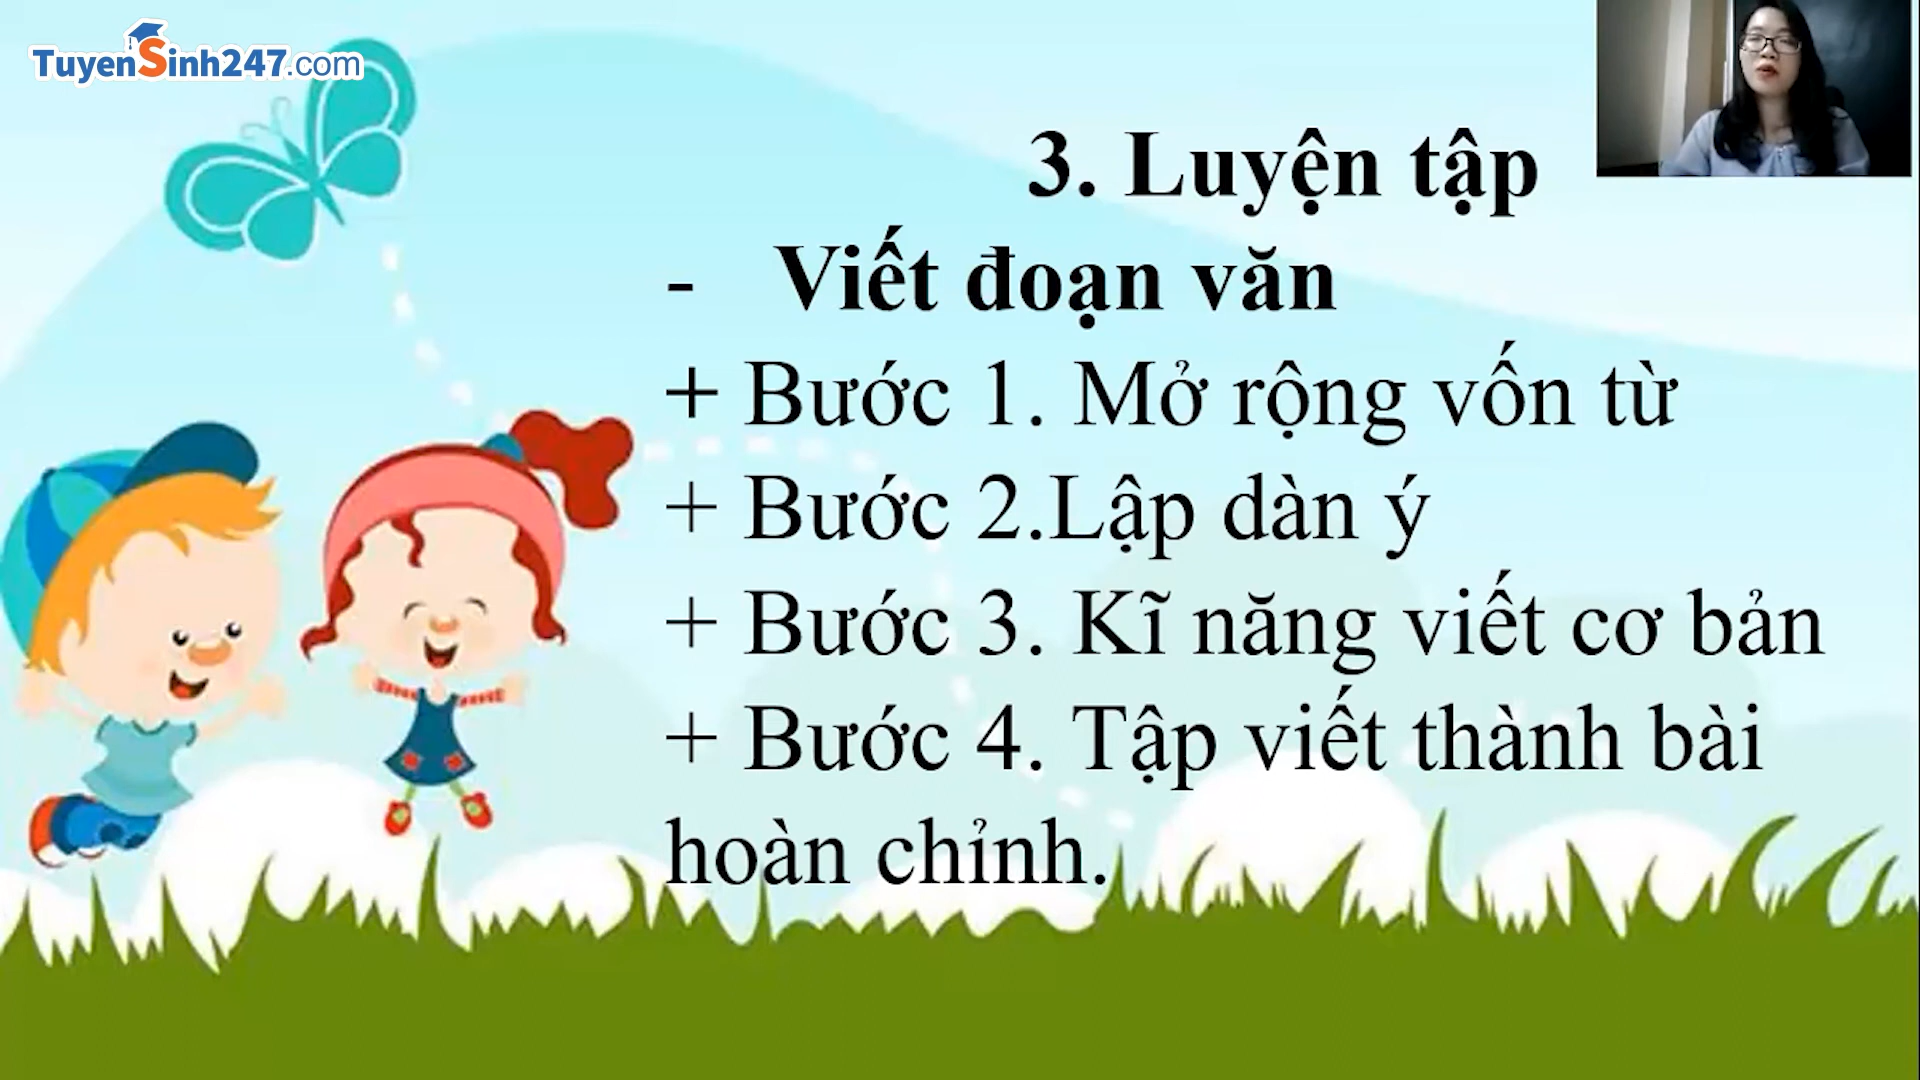 TuyenSinh247.com
3. Luyện tập
- Viết đoạn văn
+ Bước 1. Mở rộng vốn từ
+ Bước 2.Lập dàn ý
+ Bước 3. Kĩ năng viết cơ bản
+ Bước 4. Tập viết thành bài
hoàn chỉnh.